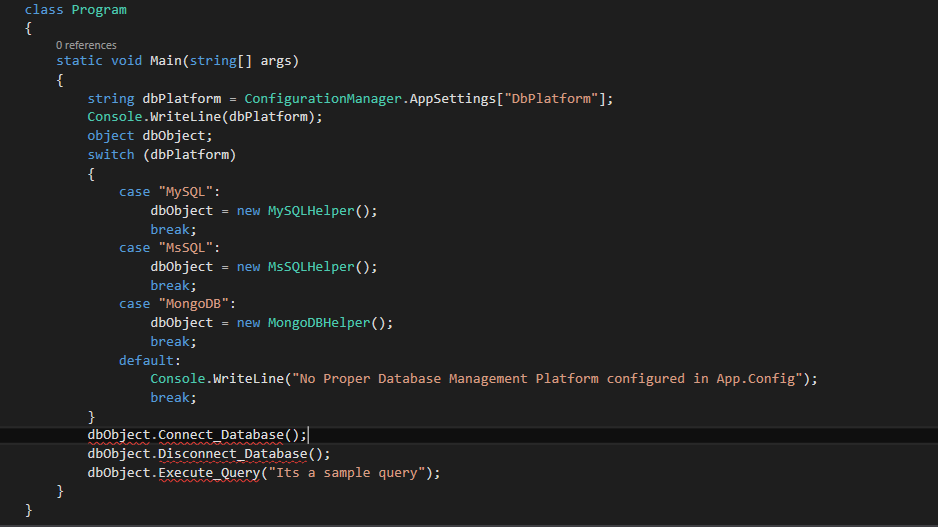 class Program
{
0 references
static void Main(string[] args)
{
string dbPlatform = ConfigurationManager.AppSettings["DbPlatform"];
Console.WriteLine(dbPlatform);
object dbObject;
switch (dbPlatform)
{
case "MySQL":
dbObject = new MySQLHelper();
break;
case "MsSQL":
dbObject = new MsSQLHelper();
break;
case "MongoDB":
dbObject = new MongoDBHelper();
break;
default:
Console.WriteLine("No Proper Database Management Platform configured in App.Config");
break;
}
dbObject.Connect_Database();
dbObject.Disconnect_Database();
dbObject.Execute_Query("Its a sample query");
}
}